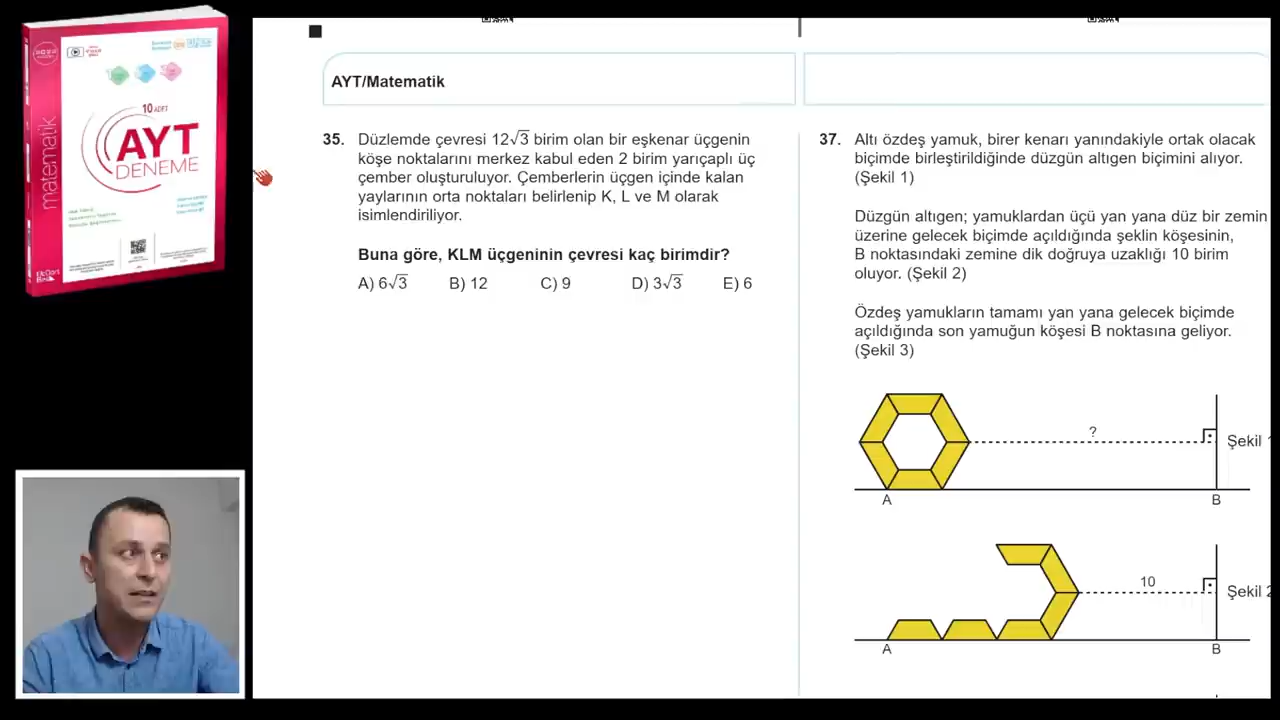 matematik
10 ADET
AYT
DENEME
AYT/Matematik
35. Düzlemde çevresi 12√3 birim olan bir eşkenar üçgenin
köşe noktalarını merkez kabul eden 2 birim yarıçaplı üç
çember oluşturuluyor. Çemberlerin üçgen içinde kalan
yaylarının orta noktaları belirlenip K, L ve M olarak
isimlendiriliyor.
Buna göre, KLM üçgeninin çevresi kaç birimdir?
A) 6√3 B) 12 C) 9 D) 3√3 E) 6
37. Altı özdeş yamuk, birer kenarı yanındakiyle ortak olacak
biçimde birleştirildiğinde düzgün altıgen biçimini alıyor.
(Şekil 1)
Düzgün altıgen; yamuklardan üçü yan yana düz bir zemin
üzerine gelecek biçimde açıldığında şeklin köşesinin,
B noktasındaki zemine dik doğruya uzaklığı 10 birim
oluyor. (Şekil 2)
Özdeş yamukların tamamı yan yana gelecek biçimde
açıldığında son yamuğun köşesi B noktasına geliyor.
(Şekil 3)
?
Şekil 1
A B
10
Şekil 2
A B